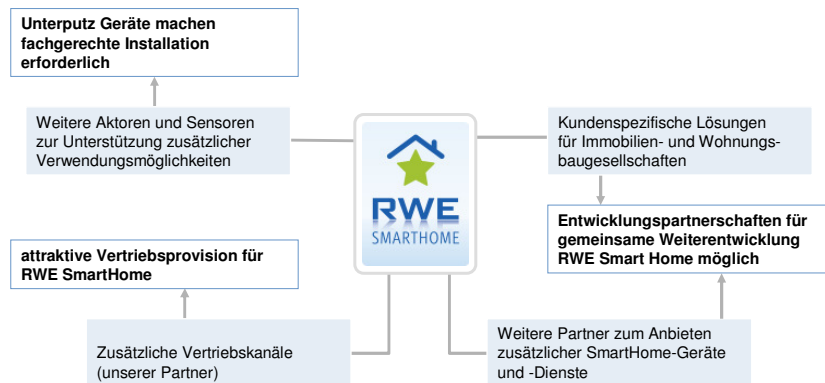 Unterputz Geräte machen
fachgerechte Installation
erforderlich
Weitere Aktoren und Sensoren
zur Unterstützung zusätzlicher
Verwendungsmöglichkeiten
attraktive Vertriebsprovision für
RWE SmartHome
Zusätzliche Vertriebskanäle
(unserer Partner)
RWE
SMARTHOME
Kundenspezifische Lösungen
für Immobilien- und Wohnungs-
baugesellschaften
Entwicklungspartnerschaften für
gemeinsame Weiterentwicklung
RWE Smart Home möglich
Weitere Partner zum Anbieten
zusätzlicher SmartHome-Geräte
und -Dienste